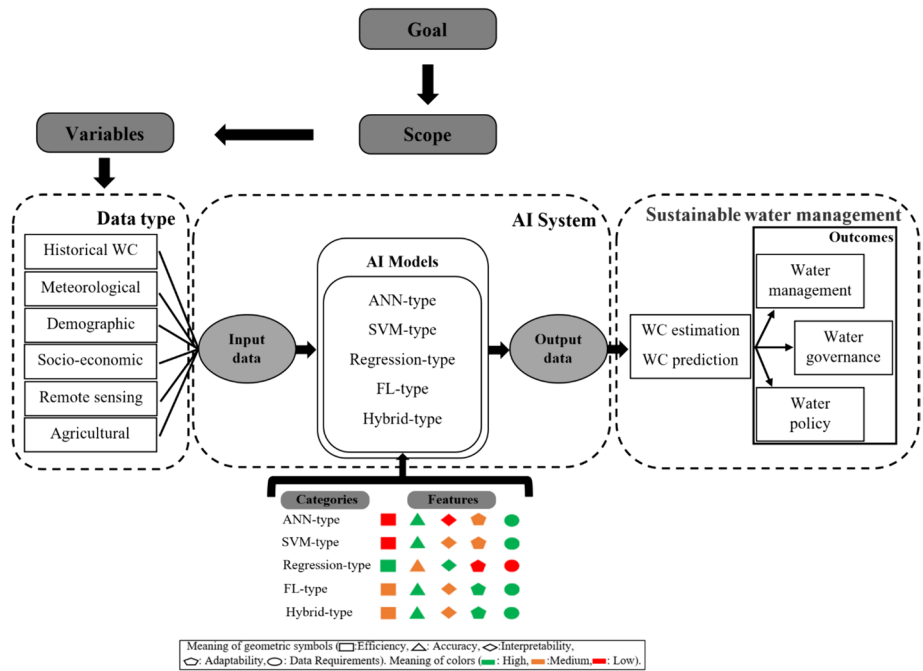 Goal
Scope
Variables
Data type
Historical WC
Meteorological
Demographic
Socio-economic
Remote sensing
Agricultural
AI System
Input
data
AI Models
ANN-type
SVM-type
Regression-type
FL-type
Hybrid-type
Output
data
Sustainable water management
Outcomes
WC estimation
WC prediction
Water
management
Water
governance
Water
policy
Categories Features
ANN-type
SVM-type
Regression-type
FL-type
Hybrid-type
Meaning of geometric symbols (:Efficiency, : Accuracy, :Interpretability,
: Adaptability, : Data Requirements). Meaning of colors (: High, :Medium, : Low).